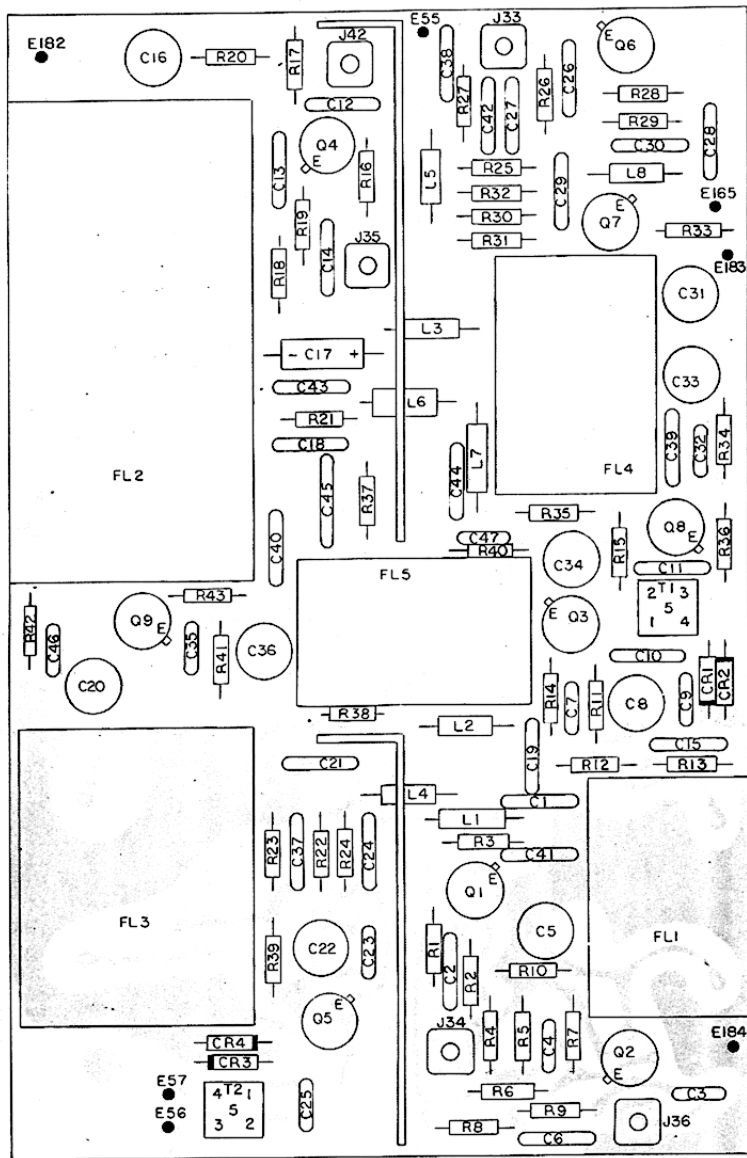 E182
C16
R20
R17
J42
E55
C38
J33
C26
E
Q6
C12
R27
C42
C27
R26
R28
R29
C30
C28
Q4
E
C13
R16
L5
R25
R32
R30
R31
C29
L8
E
Q7
E165
R33
E183
R19
R18
C14
J35
C31
L3
- C17 +
C33
C43
L6
R21
C18
C39
C32
R34
L7
C44
FL2
C45
R37
FL4
R35
Q8
E
R36
R15
C40
C47
R40
C34
C11
2 T1 3
5
1 4
FL5
R43
R42
C46
Q9
E
C35
R41
C36
E
Q3
C10
CR1
CR2
C20
R14
C7
R11
C8
C9
R38
L2
C19
C15
C21
R12
R13
L4
C1
L1
R3
R23
C37
R22
R24
C24
C41
E
Q1
FL3
R39
C22
C23
R1
C2
R2
C5
R10
FL1
E
Q5
J34
R4
R5
C4
R7
Q2
E
E184
CR4
CR3
E57
E56
4 T2 1
5
3 2
C25
R6
R9
R8
C6
C3
J36